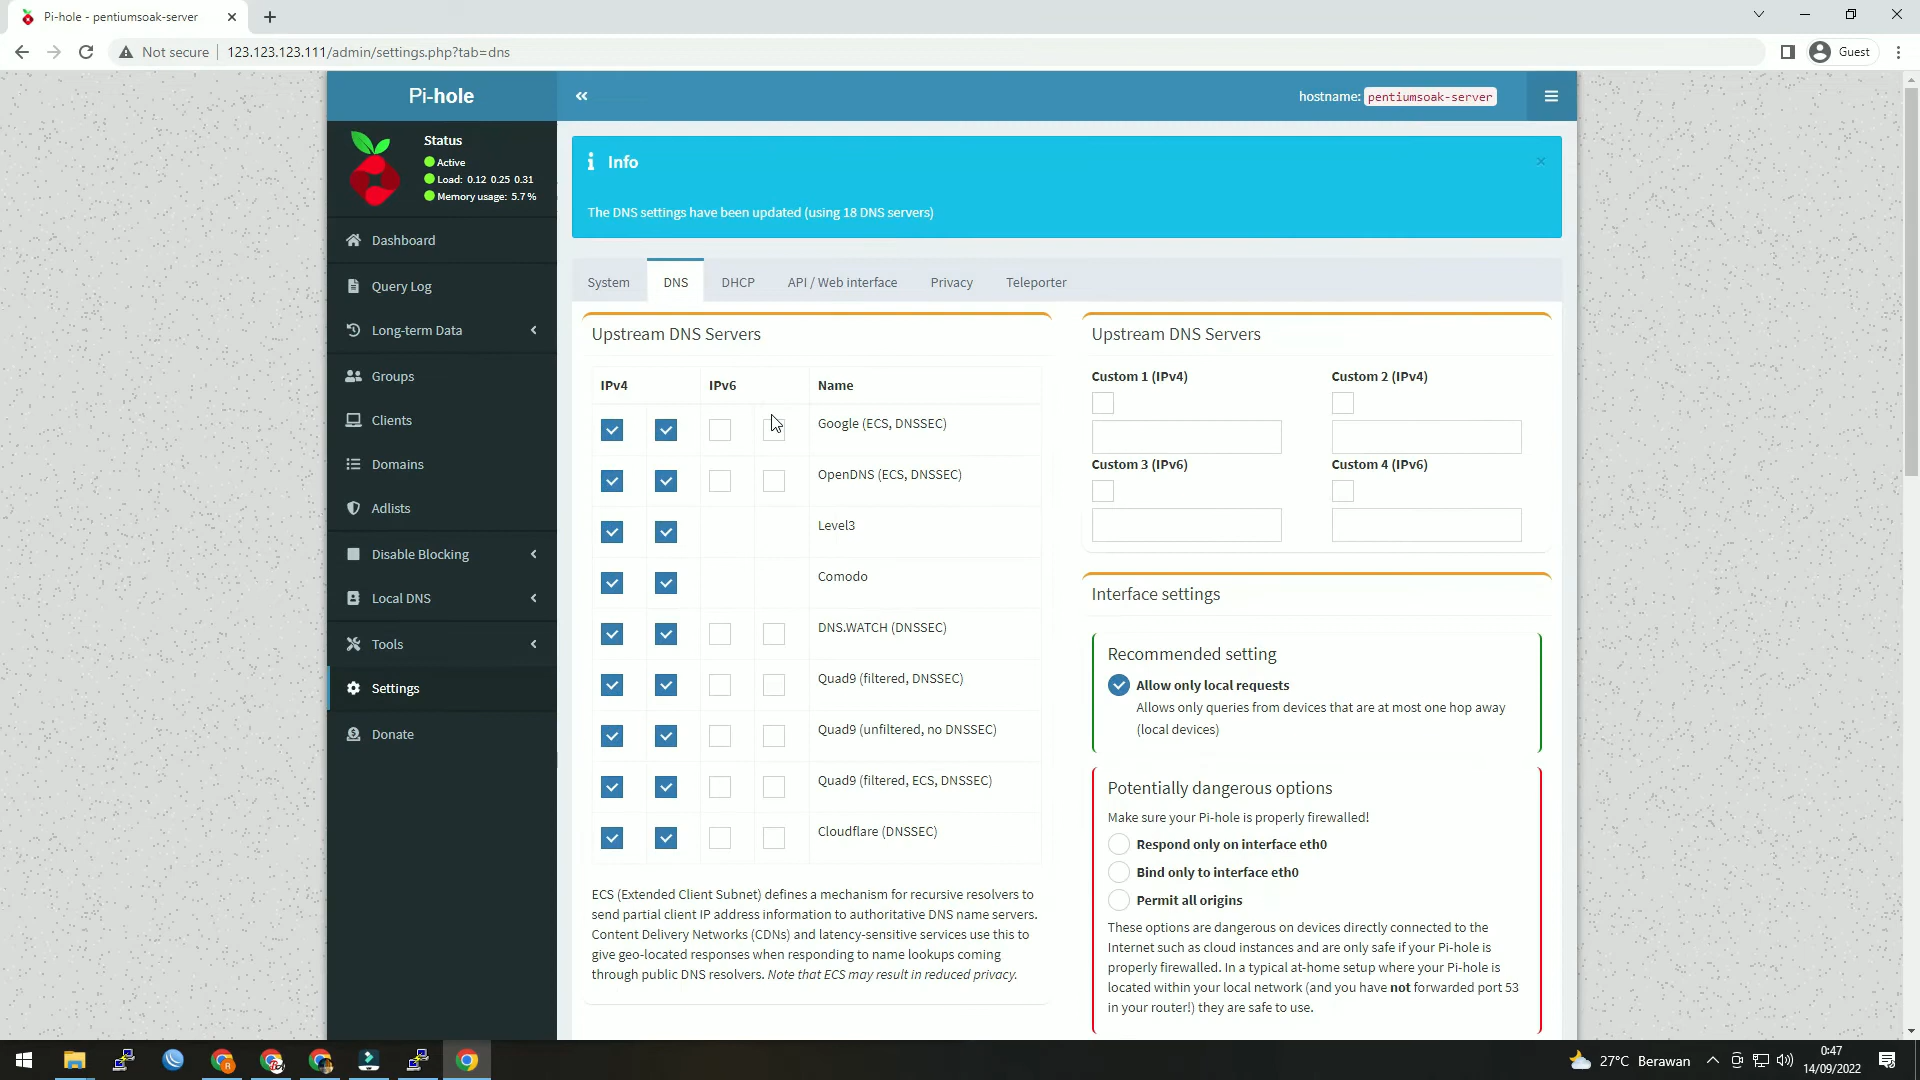 Pi-hole - pentiumsoak-server
Not secure
123.123.123.111/admin/settings.php?tab=dns
Guest
Pi-hole
hostname: pentiumsoak-server
Status
Active
Load: 0.12 0.25 0.31
Memory usage: 5.7 %
Dashboard
Query Log
Long-term Data
Groups
Clients
Domains
Adlists
Disable Blocking
Local DNS
Tools
Settings
Donate
Info
The DNS settings have been updated (using 18 DNS servers)
System
DNS
DHCP
API / Web interface
Privacy
Teleporter
Upstream DNS Servers
IPv4
IPv6
Name
Google (ECS, DNSSEC)
OpenDNS (ECS, DNSSEC)
Level3
Comodo
DNS.WATCH (DNSSEC)
Quad9 (filtered, DNSSEC)
Quad9 (unfiltered, no DNSSEC)
Quad9 (filtered, ECS, DNSSEC)
Cloudflare (DNSSEC)
ECS (Extended Client Subnet) defines a mechanism for recursive resolvers to
send partial client IP address information to authoritative DNS name servers.
Content Delivery Networks (CDNs) and latency-sensitive services use this to
give geo-located responses when responding to name lookups coming
through public DNS resolvers. Note that ECS may result in reduced privacy.
Upstream DNS Servers
Custom 1 (IPv4)
Custom 2 (IPv4)
Custom 3 (IPv6)
Custom 4 (IPv6)
Interface settings
Recommended setting
Allow only local requests
Allows only queries from devices that are at most one hop away
(local devices)
Potentially dangerous options
Make sure your Pi-hole is properly firewalled!
Respond only on interface eth0
Bind only to interface eth0
Permit all origins
These options are dangerous on devices directly connected to the
Internet such as cloud instances and are only safe if your Pi-hole is
properly firewalled. In a typical at-home setup where your Pi-hole is
located within your local network (and you have not forwarded port 53
in your router!) they are safe to use.
27°C Berawan
0:47
14/09/2022